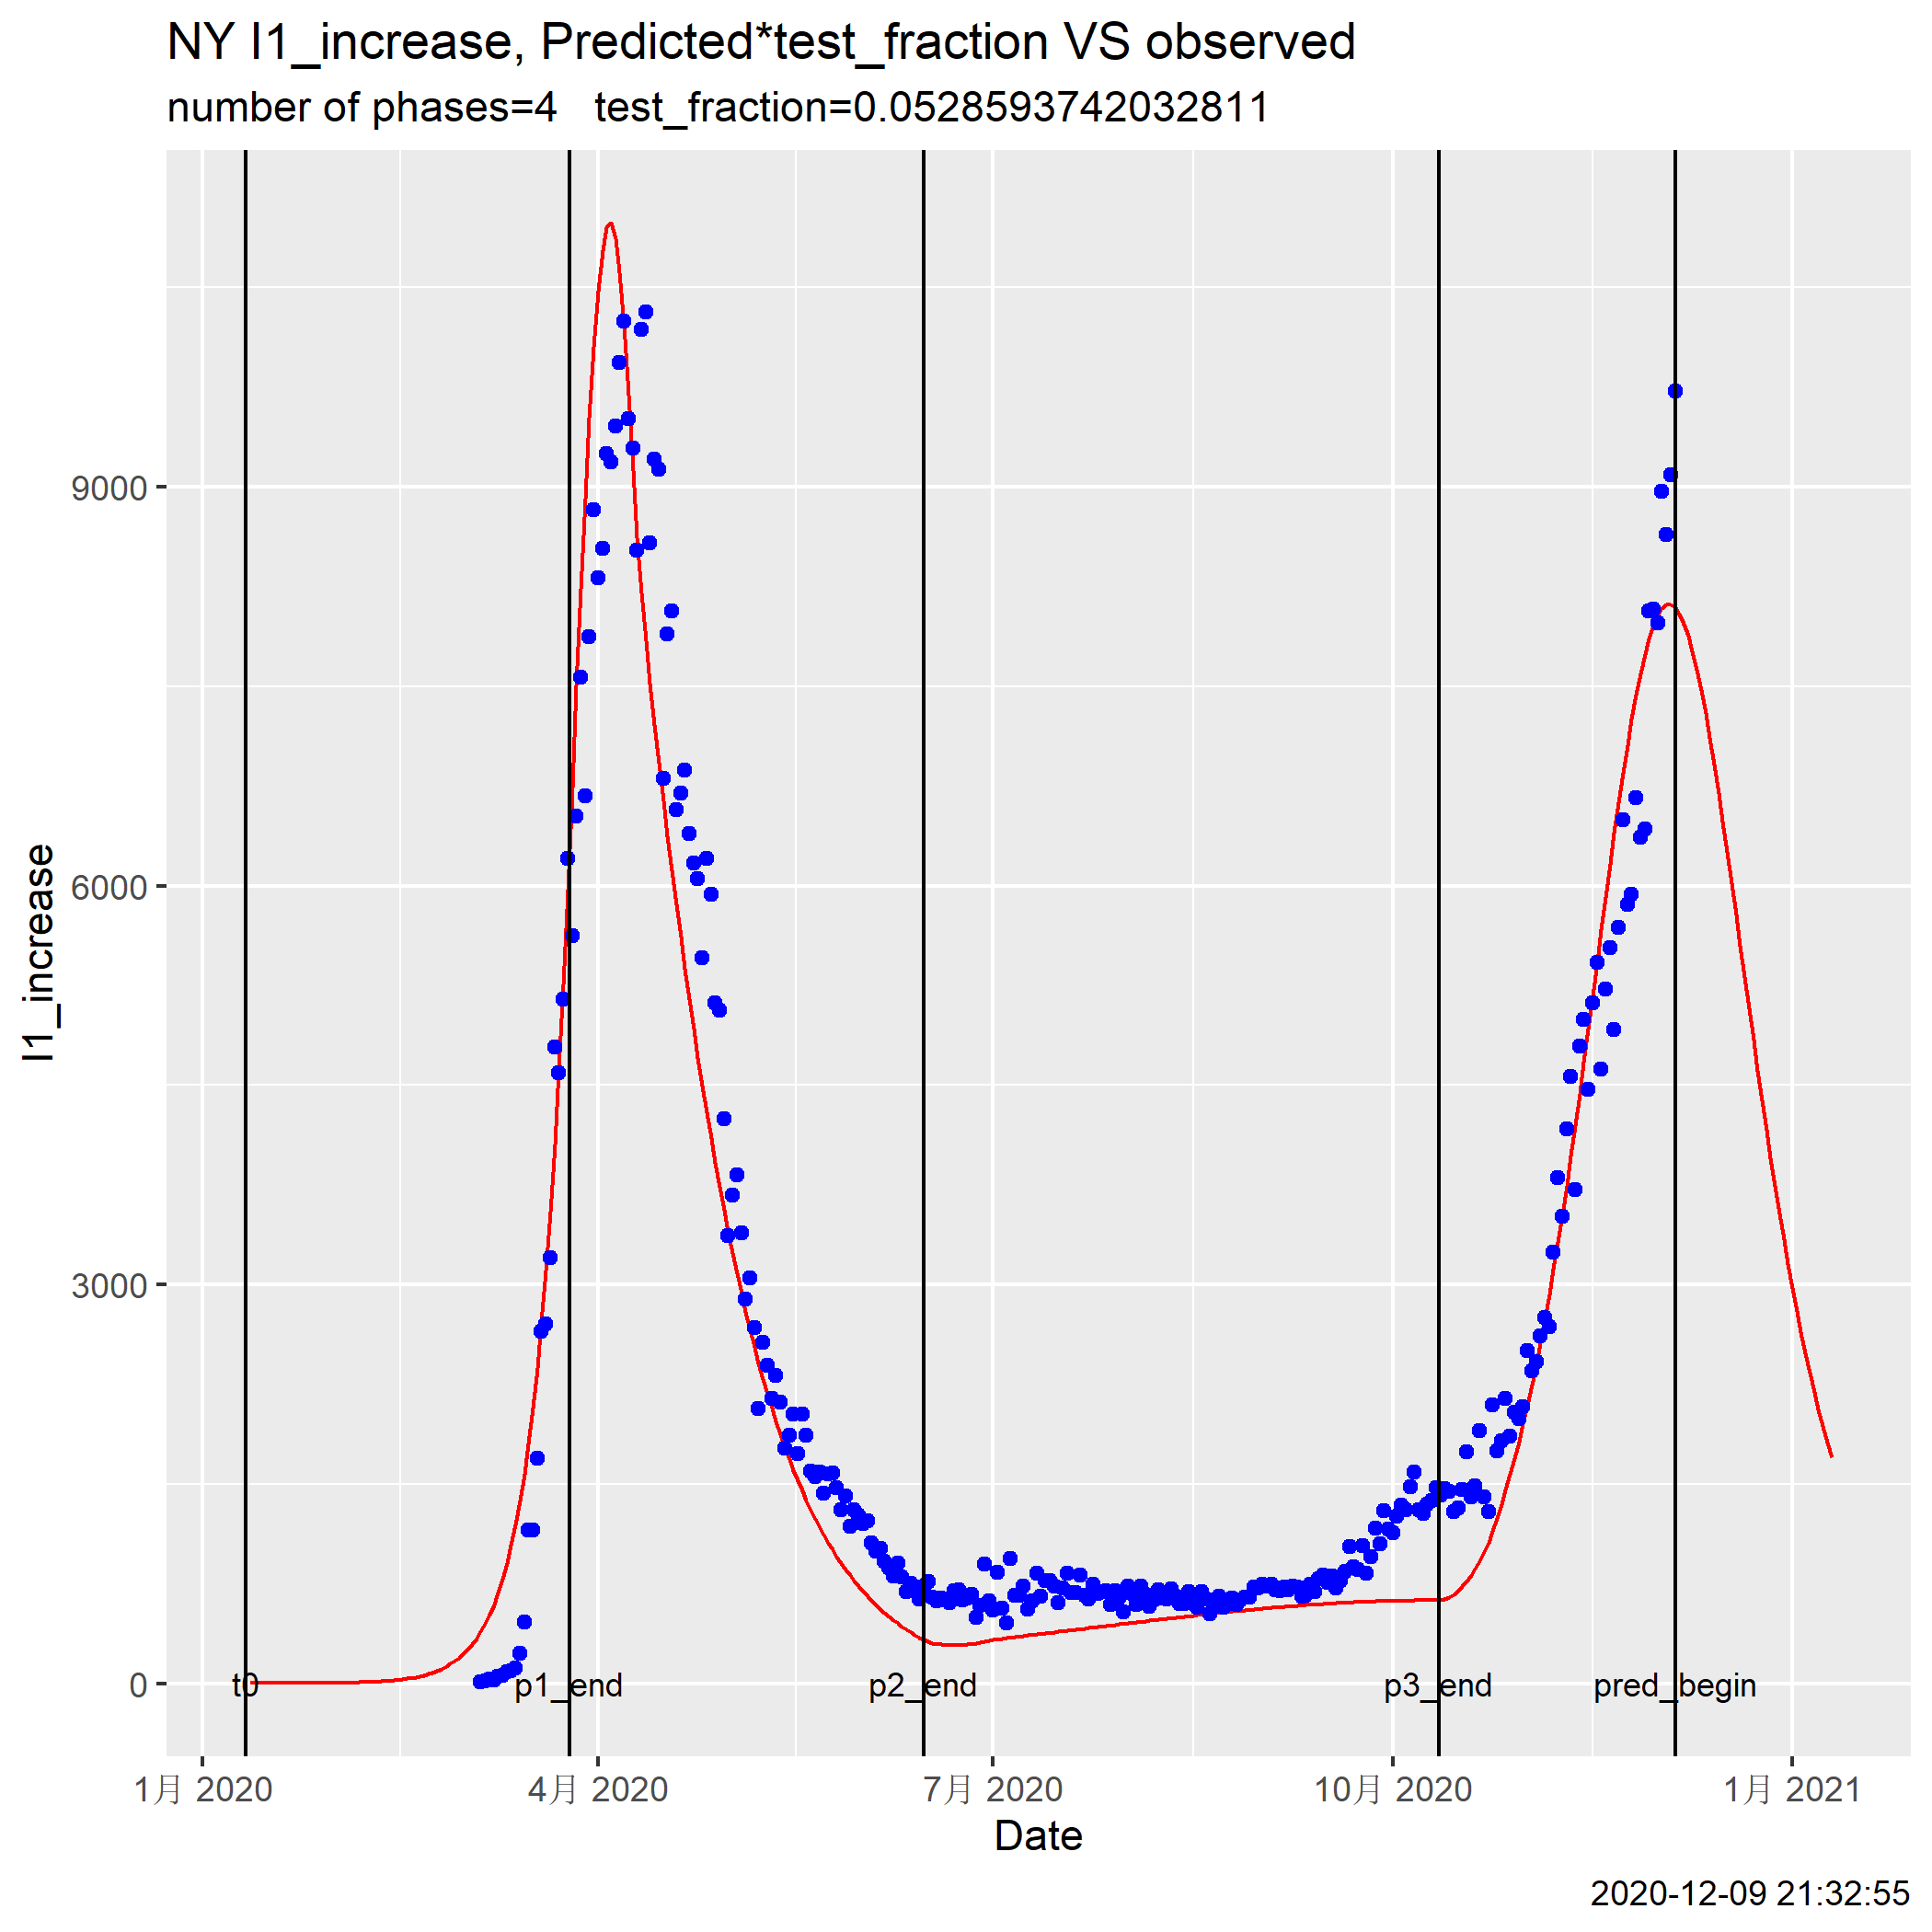 NY I1_increase, Predicted*test_fraction VS observed
number of phases=4 test_fraction=0.0528593742032811
I1_increase
9000
6000
3000
0
t0
p1_end
p2_end
p3_end
pred_begin
1月 2020
4月 2020
7月 2020
10月 2020
1月 2021
Date
2020-12-09 21:32:55